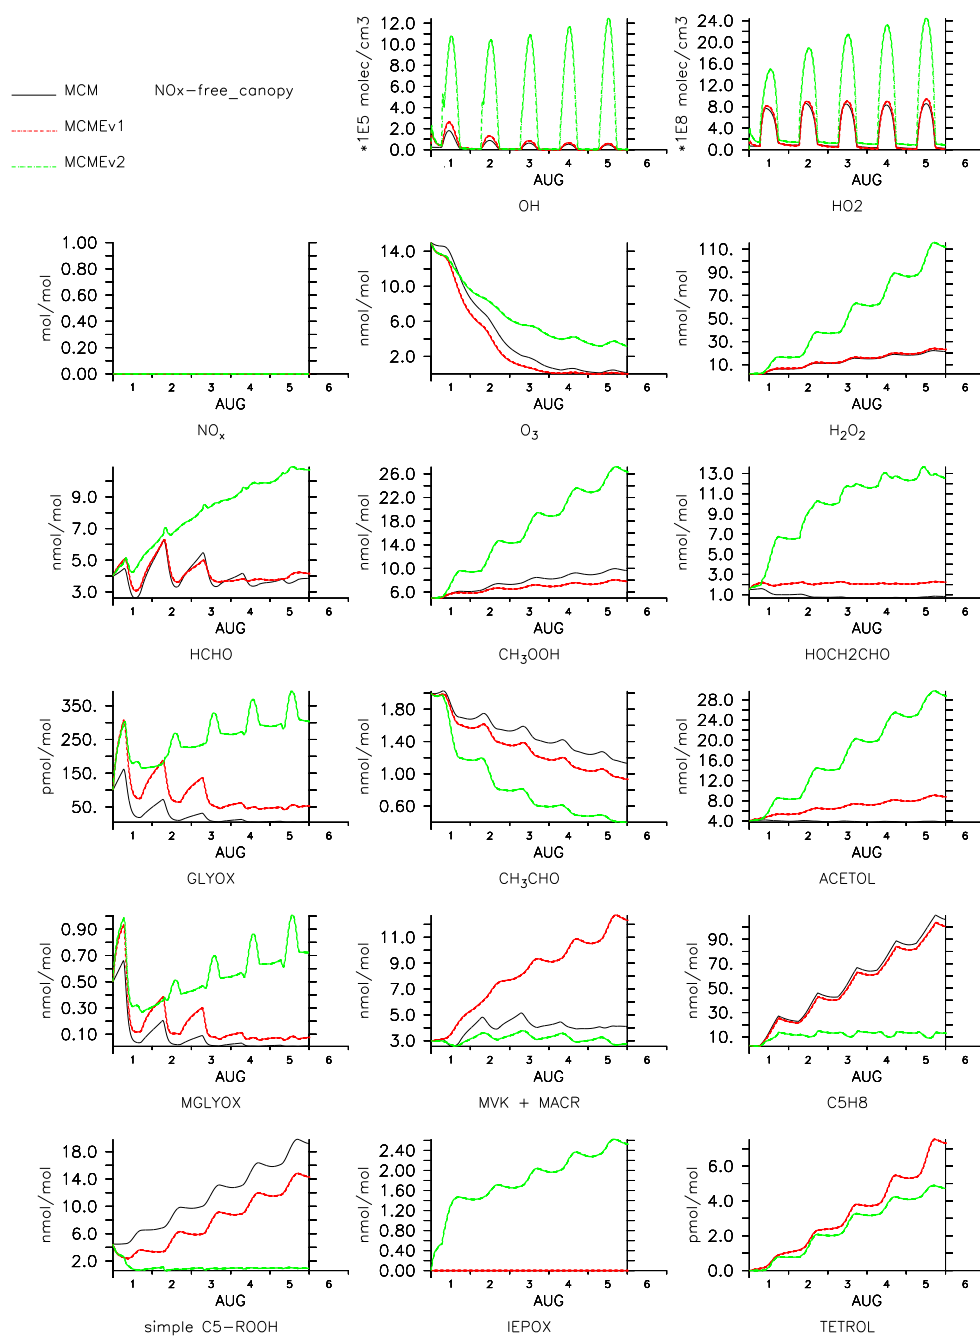 MCM NOx-free_canopy
MCMEv1
MCMEv2
*1E5 molec/cm3
12.0
10.0
8.0
6.0
4.0
2.0
0.0
1 2 3 4 5 6
AUG
OH
*1E8 molec/cm3
24.0
20.0
16.0
12.0
8.0
4.0
0.0
1 2 3 4 5 6
AUG
HO2
mol/mol
1.00
0.80
0.60
0.40
0.20
0.00
1 2 3 4 5 6
AUG
NOx
nmol/mol
14.0
10.0
6.0
2.0
1 2 3 4 5 6
AUG
O3
nmol/mol
110.
90.
70.
50.
30.
10.
1 2 3 4 5 6
AUG
H2O2
nmol/mol
9.0
7.0
5.0
3.0
1 2 3 4 5 6
AUG
HCHO
nmol/mol
26.0
22.0
18.0
14.0
10.0
6.0
1 2 3 4 5 6
AUG
CH3OOH
nmol/mol
13.0
11.0
9.0
7.0
5.0
3.0
1.0
1 2 3 4 5 6
AUG
HOCH2CHO
pmol/mol
350.
250.
150.
50.
1 2 3 4 5 6
AUG
GLYOX
nmol/mol
1.80
1.40
1.00
0.60
1 2 3 4 5 6
AUG
CH3CHO
nmol/mol
28.0
24.0
20.0
16.0
12.0
8.0
4.0
1 2 3 4 5 6
AUG
ACETOL
nmol/mol
0.90
0.70
0.50
0.30
0.10
1 2 3 4 5 6
AUG
MGLYOX
nmol/mol
11.0
9.0
7.0
5.0
3.0
1 2 3 4 5 6
AUG
MVK + MACR
nmol/mol
90.
70.
50.
30.
10.
1 2 3 4 5 6
AUG
C5H8
nmol/mol
18.0
14.0
10.0
6.0
2.0
1 2 3 4 5 6
AUG
simple C5-ROOH
nmol/mol
2.40
2.00
1.60
1.20
0.80
0.40
0.00
1 2 3 4 5 6
AUG
IEPOX
pmol/mol
6.0
4.0
2.0
0.0
1 2 3 4 5 6
AUG
TETROL